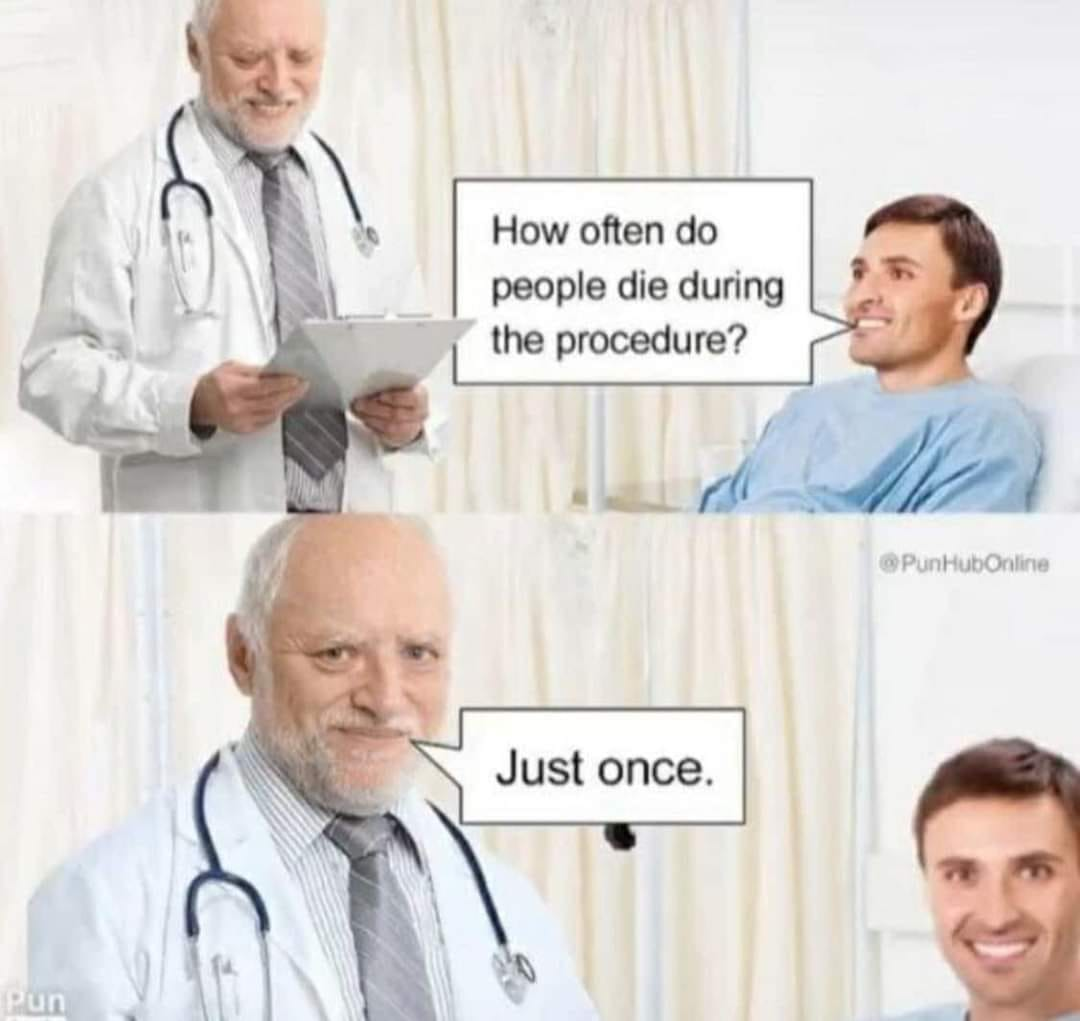 How often do
people die during
the procedure?
@PunHubOnline
Just once.
Pun